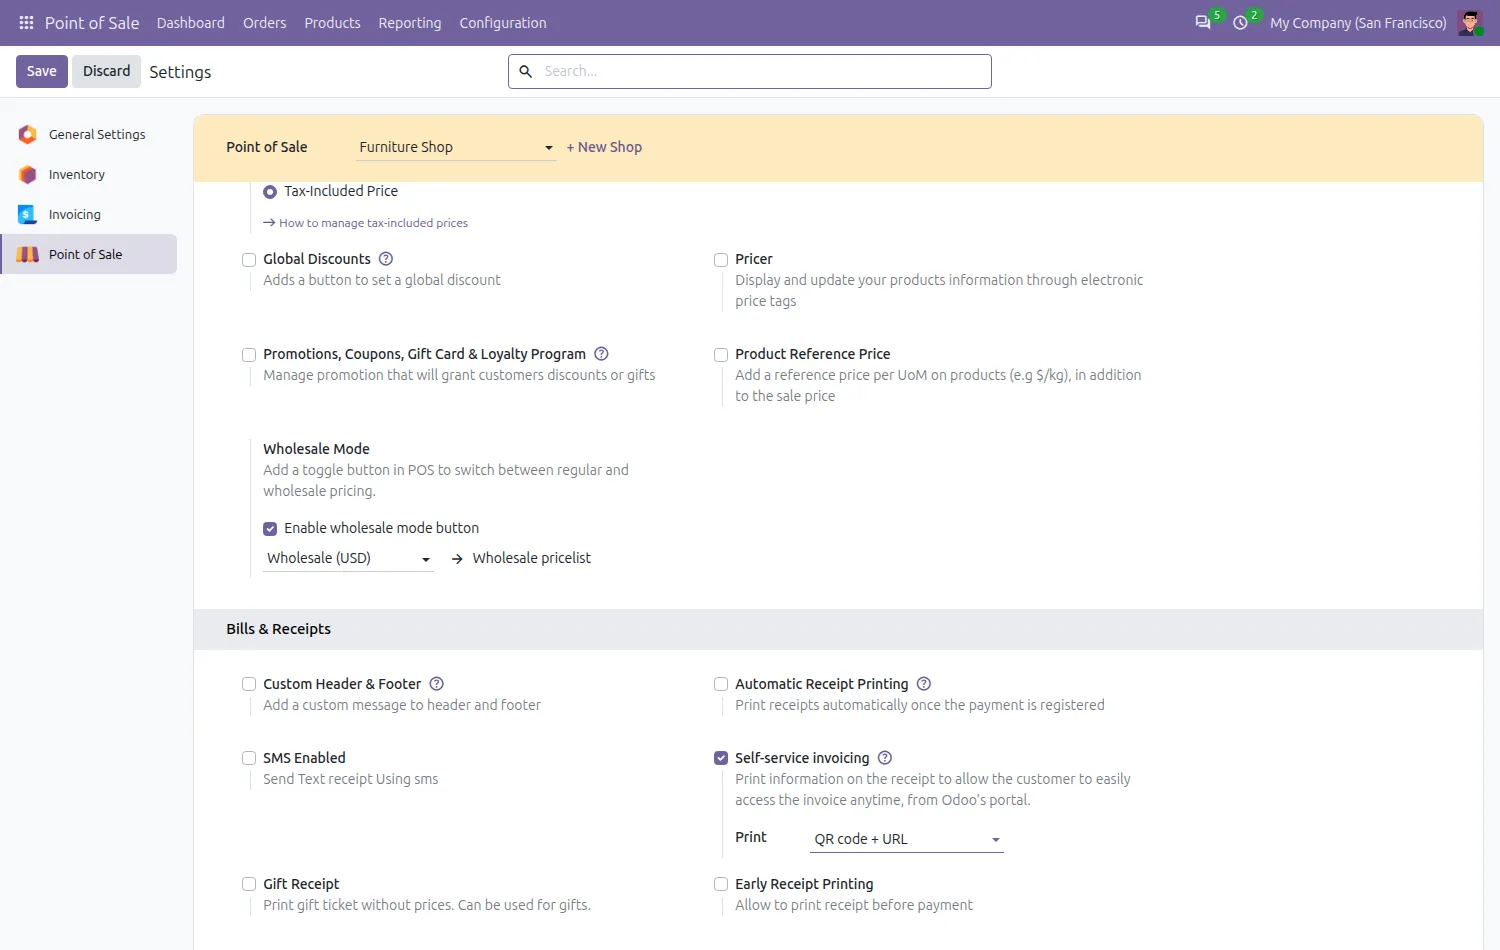 Point of Sale Dashboard Orders Products Reporting Configuration 5 2 My Company (San Francisco)
Save Discard Settings Search...
General Settings
Inventory
Invoicing
Point of Sale
Point of Sale Furniture Shop + New Shop
Tax-Included Price
→ How to manage tax-included prices
Global Discounts ?
Adds a button to set a global discount
Pricer
Display and update your products information through electronic
price tags
Promotions, Coupons, Gift Card & Loyalty Program ?
Manage promotion that will grant customers discounts or gifts
Product Reference Price
Add a reference price per UoM on products (e.g $/kg), in addition
to the sale price
Wholesale Mode
Add a toggle button in POS to switch between regular and
wholesale pricing.
Enable wholesale mode button
Wholesale (USD) → Wholesale pricelist
Bills & Receipts
Custom Header & Footer ?
Add a custom message to header and footer
Automatic Receipt Printing ?
Print receipts automatically once the payment is registered
SMS Enabled
Send Text receipt Using sms
Self-service invoicing ?
Print information on the receipt to allow the customer to easily
access the invoice anytime, from Odoo's portal.
Print QR code + URL
Gift Receipt
Print gift ticket without prices. Can be used for gifts.
Early Receipt Printing
Allow to print receipt before payment